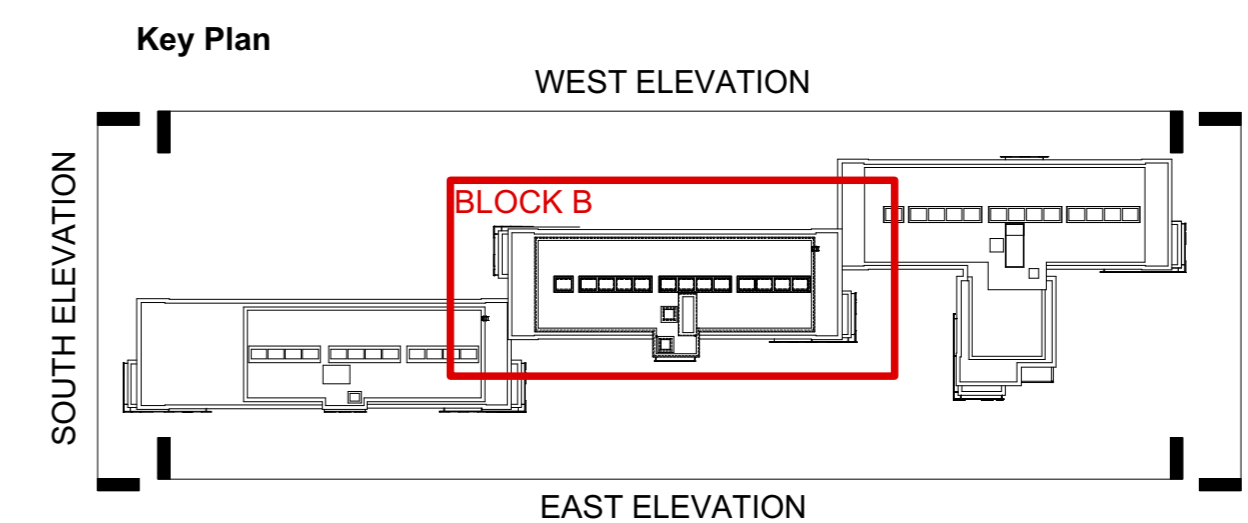 Key Plan
WEST ELEVATION
SOUTH ELEVATION
BLOCK B
EAST ELEVATION